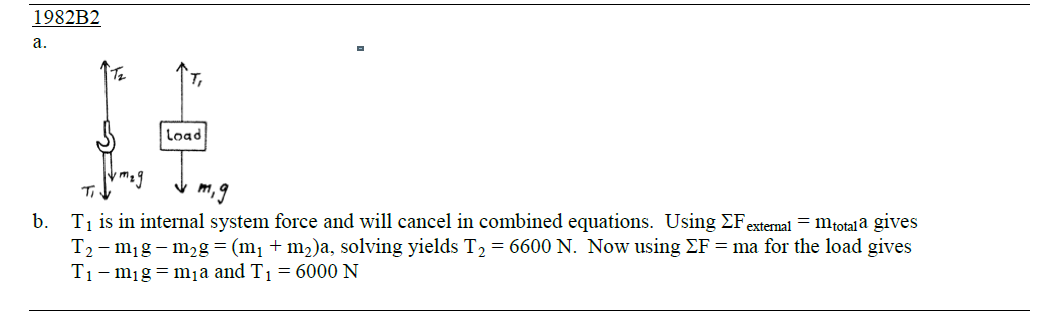 1982B2
a.
T₂ T₁
Load
T₁ m₂g m₁g
b. T₁ is in internal system force and will cancel in combined equations. Using ΣF_external = m_total a gives
T₂ – m₁g – m₂g = (m₁ + m₂)a, solving yields T₂ = 6600 N. Now using ΣF = ma for the load gives
T₁ – m₁g = m₁a and T₁ = 6000 N